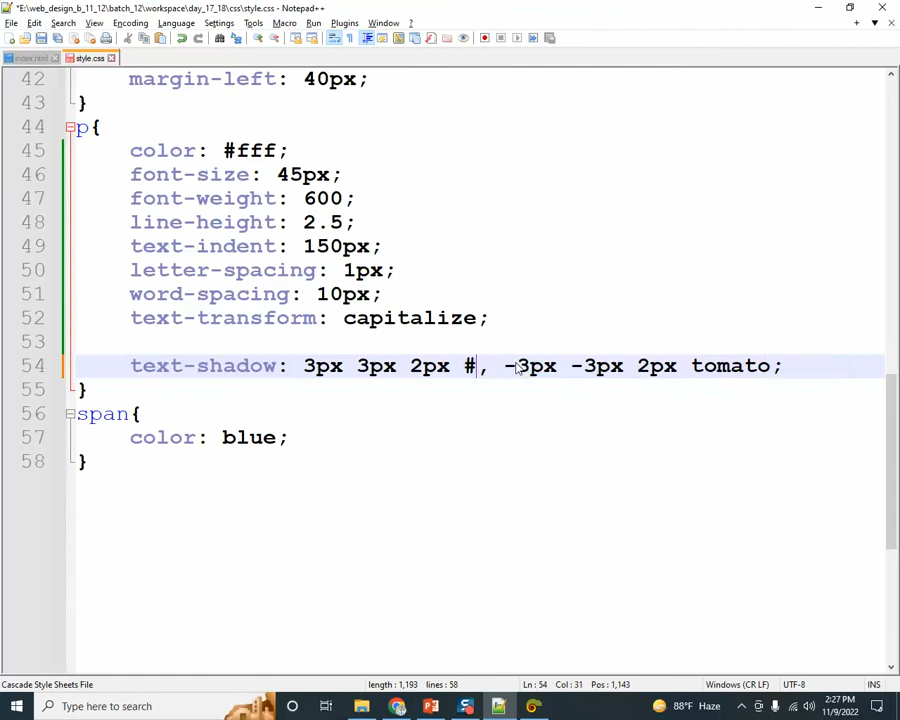 *E:\web_design_b_11_12\batch_12\workspace\day_17_18\css\style.css - Notepad++
File Edit Search View Encoding Language Settings Tools Macro Run Plugins Window ?
index.html style.css
42 margin-left: 40px;
43 }
44 p{
45 color: #fff;
46 font-size: 45px;
47 font-weight: 600;
48 line-height: 2.5;
49 text-indent: 150px;
50 letter-spacing: 1px;
51 word-spacing: 10px;
52 text-transform: capitalize;
53
54 text-shadow: 3px 3px 2px #, -3px -3px 2px tomato;
55 }
56 span{
57 color: blue;
58 }
Cascade Style Sheets File length : 1,193 lines : 58 Ln : 54 Col : 31 Pos : 1,143 Windows (CR LF) UTF-8 INS
Type here to search 88°F Haze 2:27 PM
11/9/2022